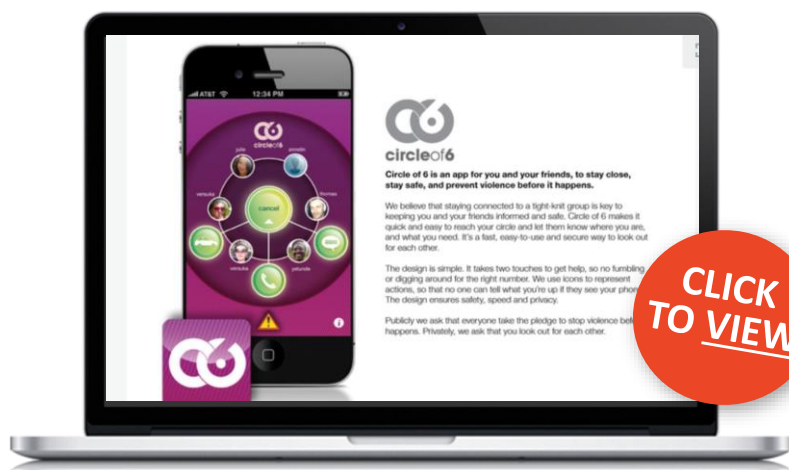 AT&T 12:34 PM
circleof6
julie
vanuska
thomas
cancel
vanuska
petunia
circleof6
Circle of 6 is an app for you and your friends, to stay close,
stay safe, and prevent violence before it happens.
We believe that staying connected to a tight-knit group is key to
keeping you and your friends informed and safe. Circle of 6 makes it
quick and easy to reach your circle and let them know where you are,
and what you need. It's a fast, easy-to-use and secure way to look out
for each other.
The design is simple. It takes two touches to get help, so no fumbling
or digging around for the right number. We use icons to represent
actions, so that no one can tell what you're up if they see your phon
The design ensures safety, speed and privacy.
Publicly we ask that everyone take the pledge to stop violence bef
happens. Privately, we ask that you look out for each other.
CLICK
TO VIEW